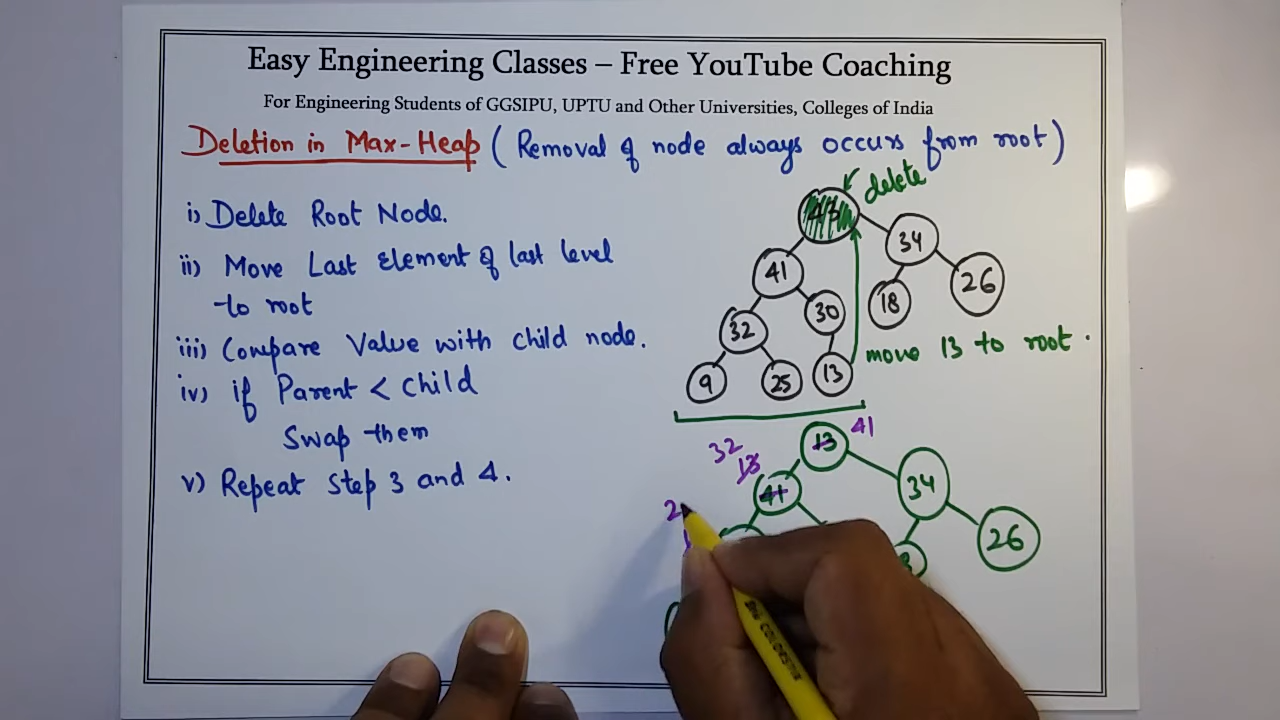 Easy Engineering Classes – Free YouTube Coaching
For Engineering Students of GGSIPU, UPTU and Other Universities, Colleges of India
Deletion in Max-Heap ( Removal of node always occurs from root)
i) Delete Root Node.
ii) Move Last Element of last level
to root
iii) Compare Value with child node.
iv) if Parent < child
Swap them
v) Repeat step 3 and 4.
delete
43
41
34
32
30
18
26
9
25
13
move 13 to root.
13
41
32
13
41
34
26